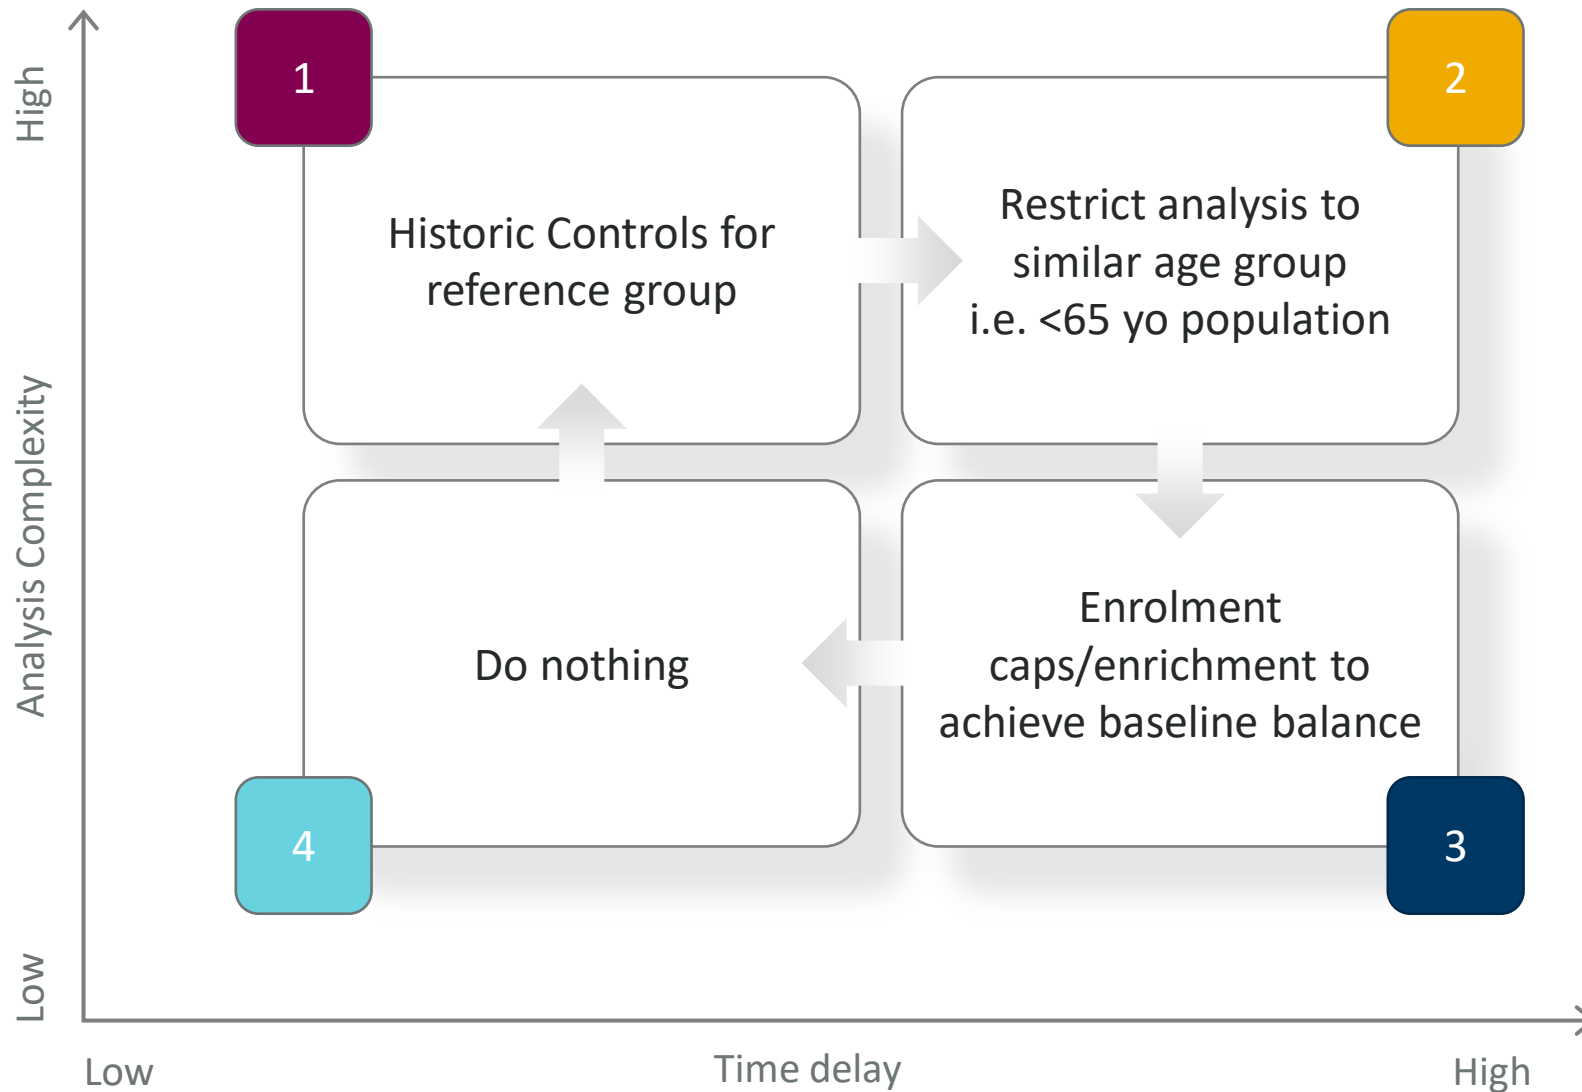 High
1
2
Historic Controls for
reference group
Restrict analysis to
similar age group
i.e. <65 yo population
Analysis Complexity
Do nothing
Enrolment
caps/enrichment to
achieve baseline balance
4
3
Low
Low
Time delay
High